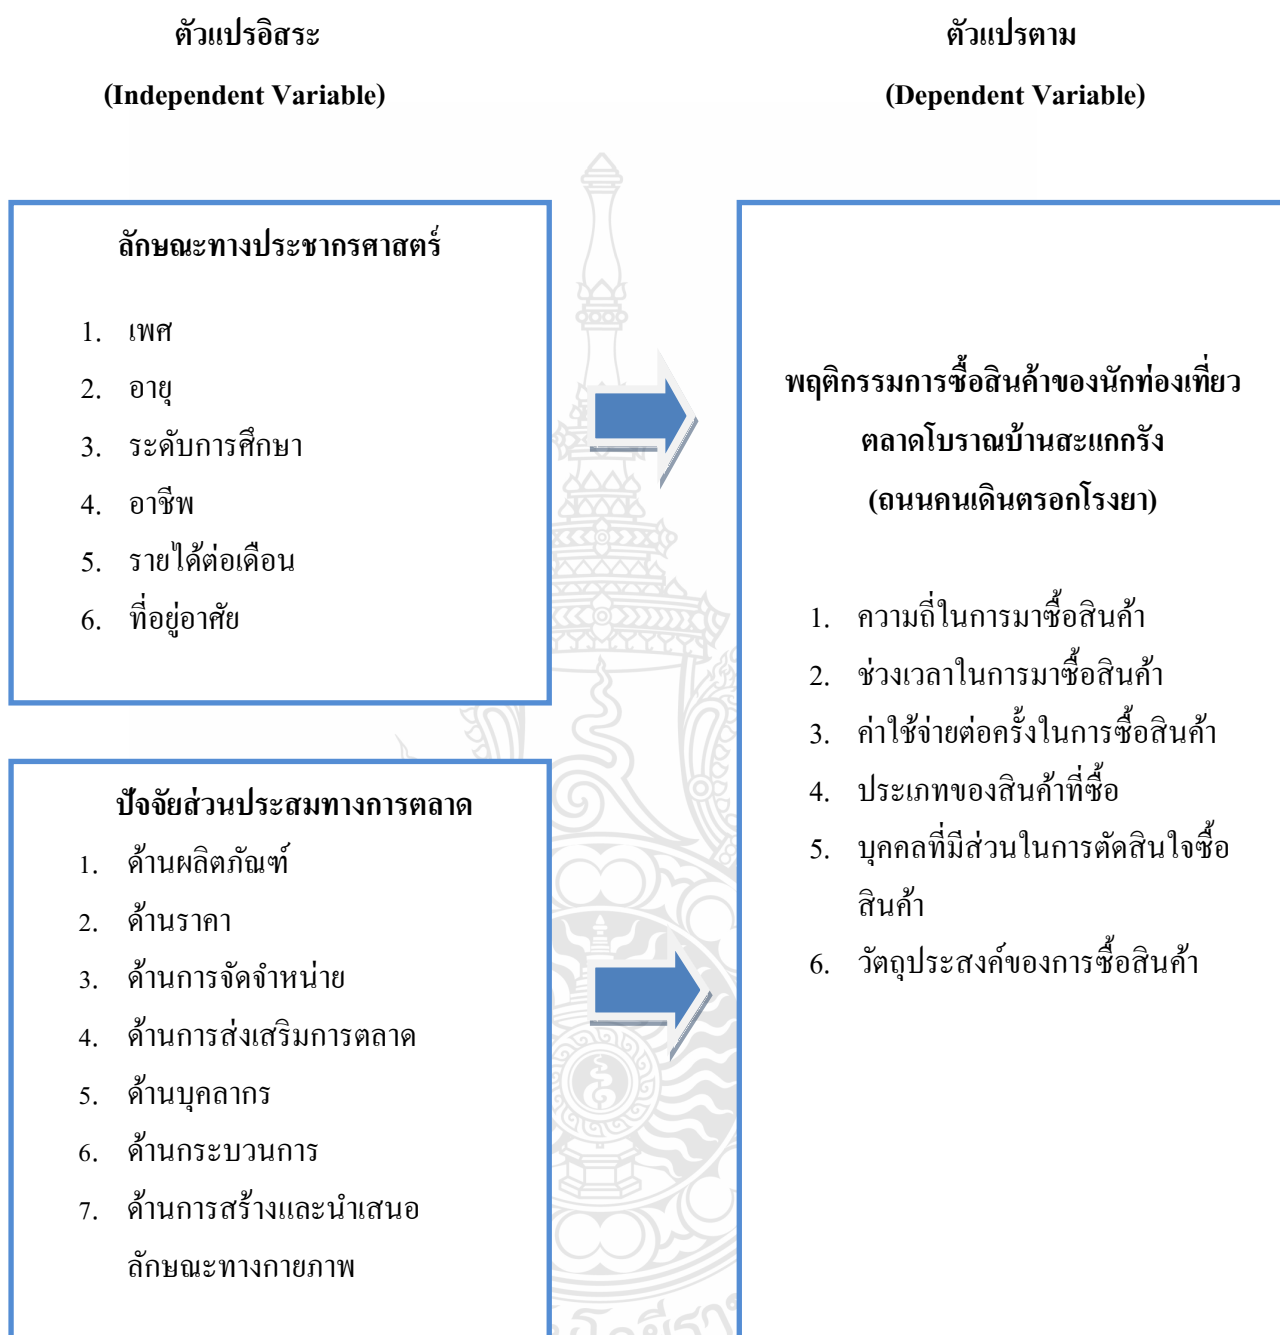 ตัวแปรอิสระ
(Independent Variable)
ตัวแปรตาม
(Dependent Variable)
ลักษณะทางประชากรศาสตร์
1. เพศ
2. อายุ
3. ระดับการศึกษา
4. อาชีพ
5. รายได้ต่อเดือน
6. ที่อยู่อาศัย
ปัจจัยส่วนประสมทางการตลาด
1. ด้านผลิตภัณฑ์
2. ด้านราคา
3. ด้านการจัดจำหน่าย
4. ด้านการส่งเสริมการตลาด
5. ด้านบุคลากร
6. ด้านกระบวนการ
7. ด้านการสร้างและนำเสนอ
ลักษณะทางกายภาพ
พฤติกรรมการซื้อสินค้าของนักท่องเที่ยว
ตลาดโบราณบ้านสะแกกรัง
(ถนนคนเดินตรอกโรงยา)
1. ความถี่ในการมาซื้อสินค้า
2. ช่วงเวลาในการมาซื้อสินค้า
3. ค่าใช้จ่ายต่อครั้งในการซื้อสินค้า
4. ประเภทของสินค้าที่ซื้อ
5. บุคคลที่มีส่วนในการตัดสินใจซื้อ
สินค้า
6. วัตถุประสงค์ของการซื้อสินค้า